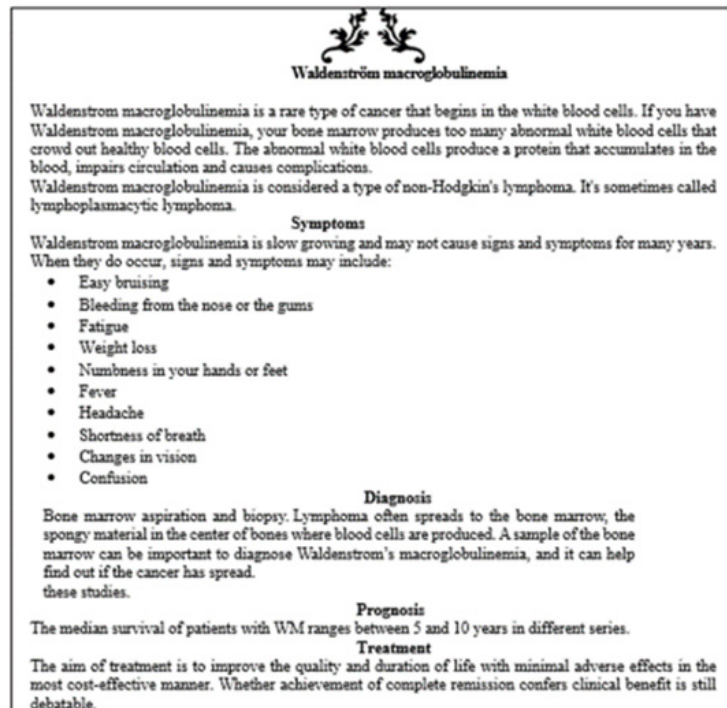 Waldenström macroglobulinemia
Waldenstrom macroglobulinemia is a rare type of cancer that begins in the white blood cells. If you have
Waldenstrom macroglobulinemia, your bone marrow produces too many abnormal white blood cells that
crowd out healthy blood cells. The abnormal white blood cells produce a protein that accumulates in the
blood, impairs circulation and causes complications.
Waldenstrom macroglobulinemia is considered a type of non-Hodgkin's lymphoma. It's sometimes called
lymphoplasmacytic lymphoma.
Symptoms
Waldenstrom macroglobulinemia is slow growing and may not cause signs and symptoms for many years.
When they do occur, signs and symptoms may include:
• Easy bruising
• Bleeding from the nose or the gums
• Fatigue
• Weight loss
• Numbness in your hands or feet
• Fever
• Headache
• Shortness of breath
• Changes in vision
• Confusion
Diagnosis
Bone marrow aspiration and biopsy. Lymphoma often spreads to the bone marrow, the
spongy material in the center of bones where blood cells are produced. A sample of the bone
marrow can be important to diagnose Waldenstrom's macroglobulinemia, and it can help
find out if the cancer has spread.
these studies.
Prognosis
The median survival of patients with WM ranges between 5 and 10 years in different series.
Treatment
The aim of treatment is to improve the quality and duration of life with minimal adverse effects in the
most cost-effective manner. Whether achievement of complete remission confers clinical benefit is still
debatable.